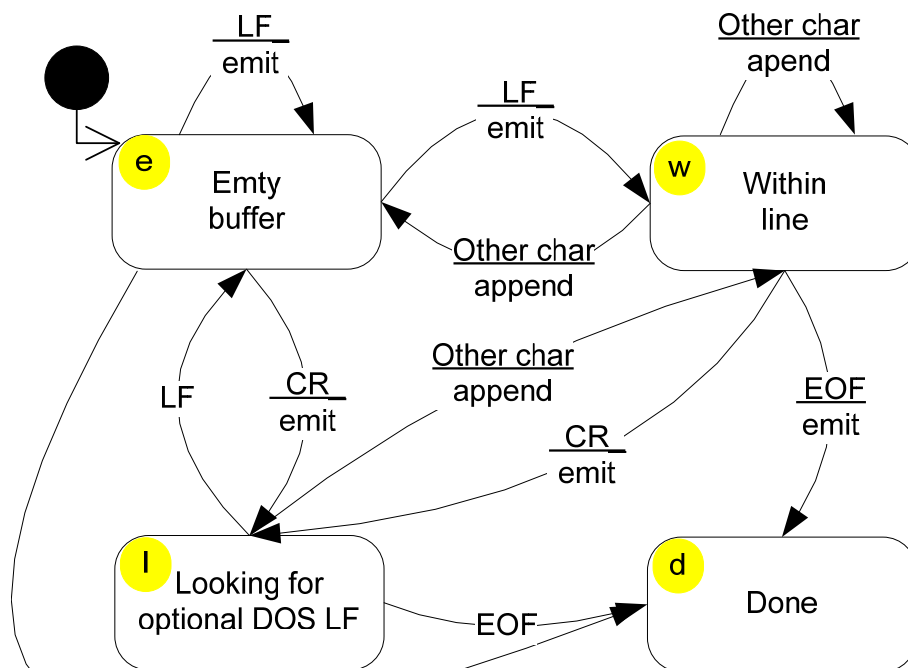 LF
emit
Other char
apend
LF
emit
e
Emty
buffer
w
Within
line
Other char
append
Other char
append
LF
CR
emit
EOF
emit
CR
emit
l
Looking for
optional DOS LF
EOF
d
Done